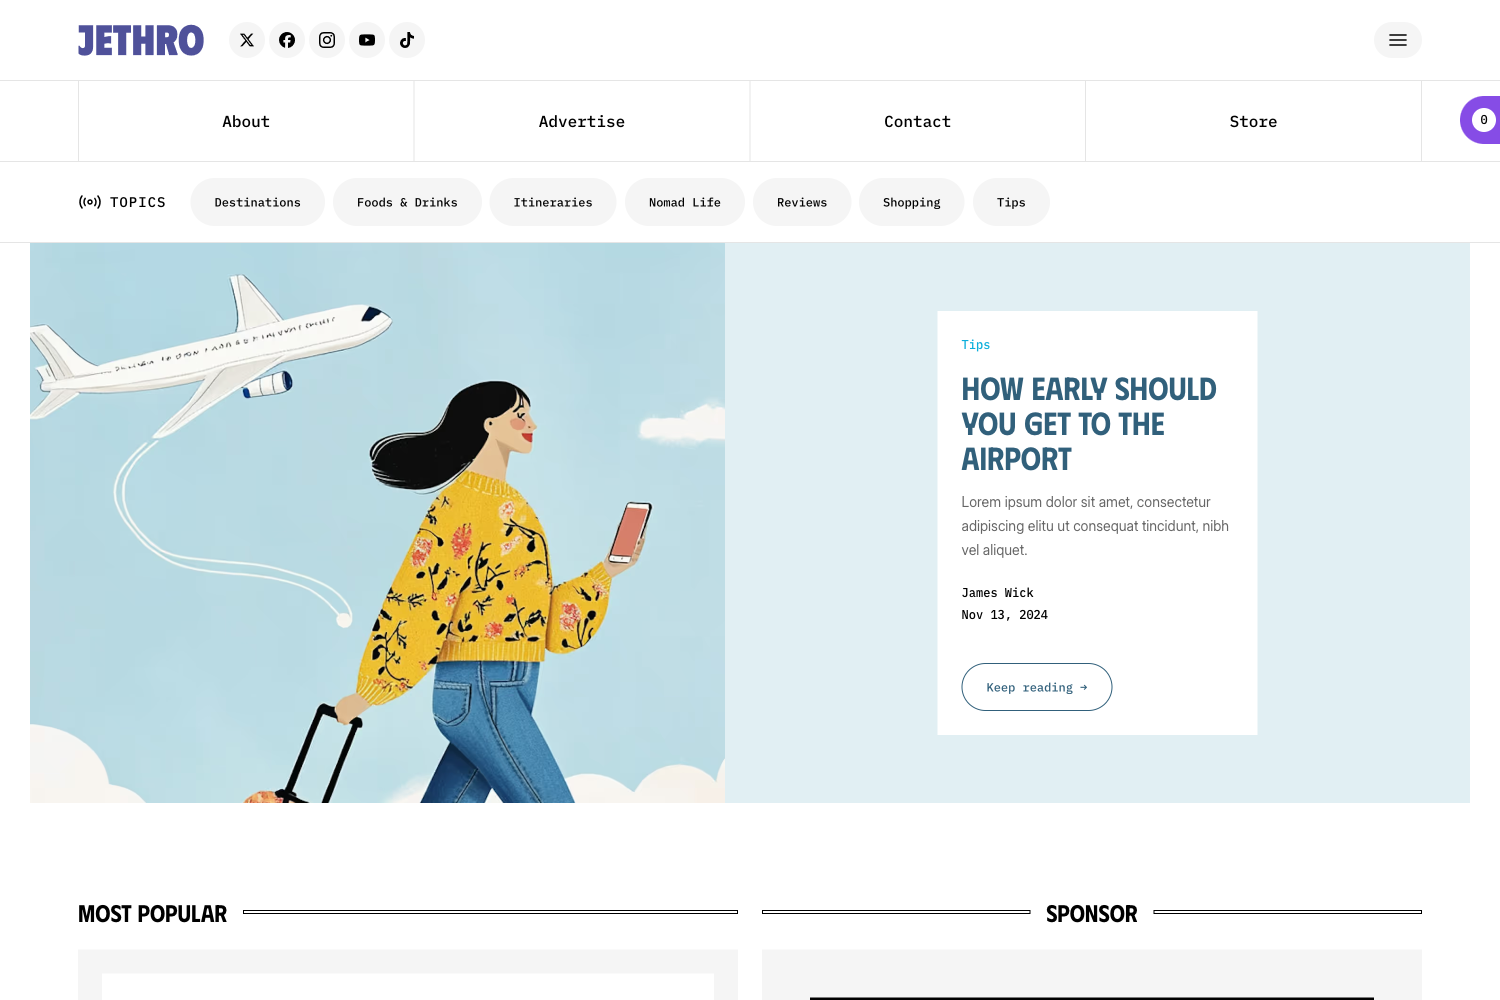 JETHRO
About
Advertise
Contact
Store
0
TOPICS
Destinations
Foods & Drinks
Itineraries
Nomad Life
Reviews
Shopping
Tips
Tips
HOW EARLY SHOULD
YOU GET TO THE
AIRPORT
Lorem ipsum dolor sit amet, consectetur
adipiscing elitu ut consequat tincidunt, nibh
vel aliquet.
James Wick
Nov 13, 2024
Keep reading →
MOST POPULAR
SPONSOR